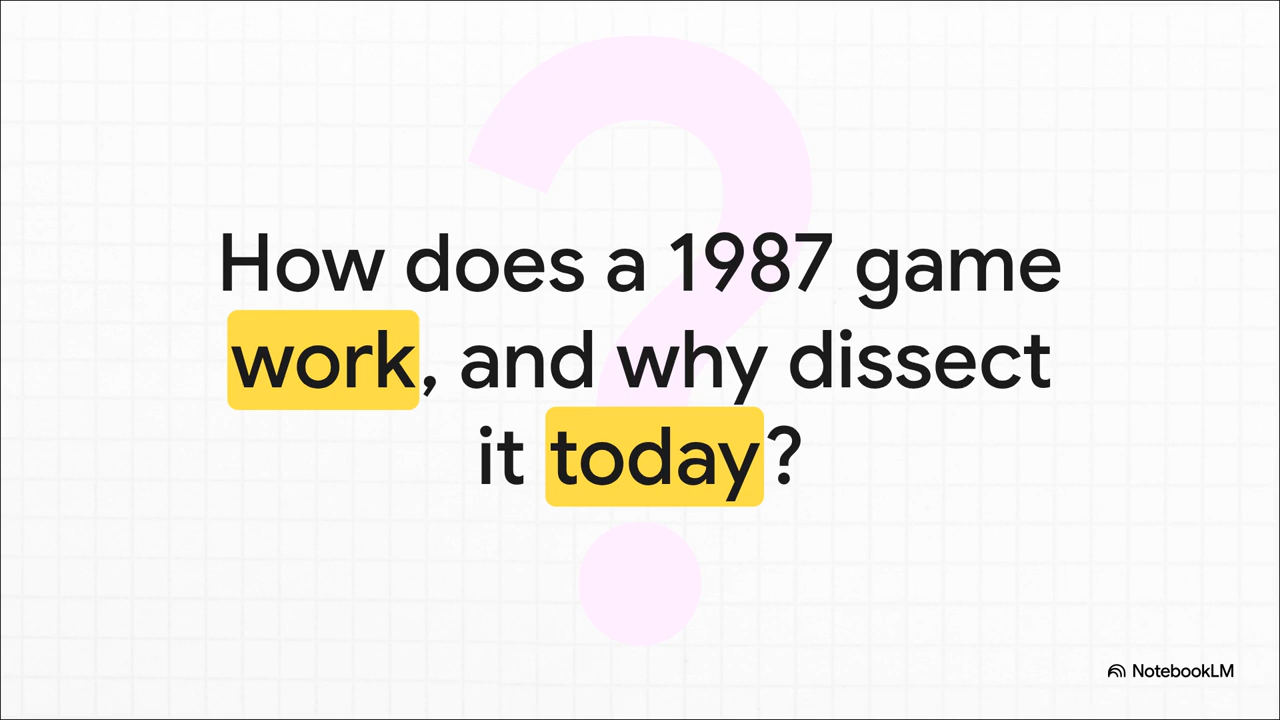 How does a 1987 game
work, and why dissect
it today?
NotebookLM